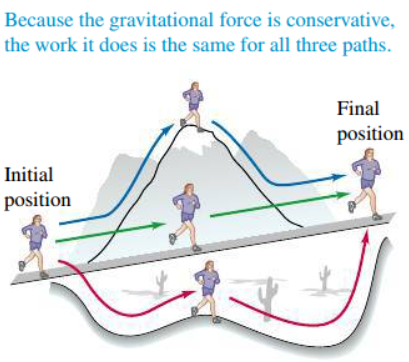 Because the gravitational force is conservative,
the work it does is the same for all three paths.
Final
position
Initial
position